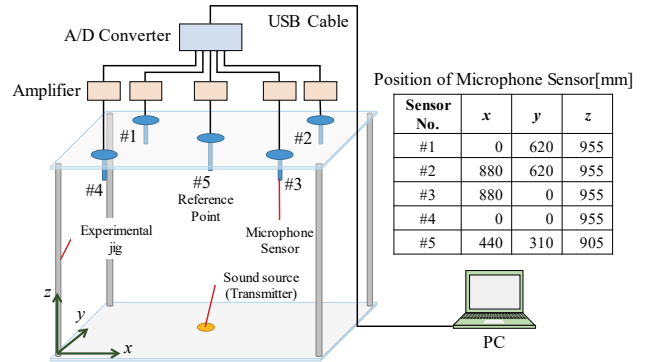 USB Cable
A/D Converter
Amplifier
Position of Microphone Sensor[mm]
Sensor No. x y z
#1 0 620 955
#2 880 620 955
#3 880 0 955
#4 0 0 955
#5 440 310 905
#1
#2
#4
#5
#3
Reference
Point
Experimental
jig
Microphone
Sensor
Sound source
(Transmitter)
z
y
x
PC